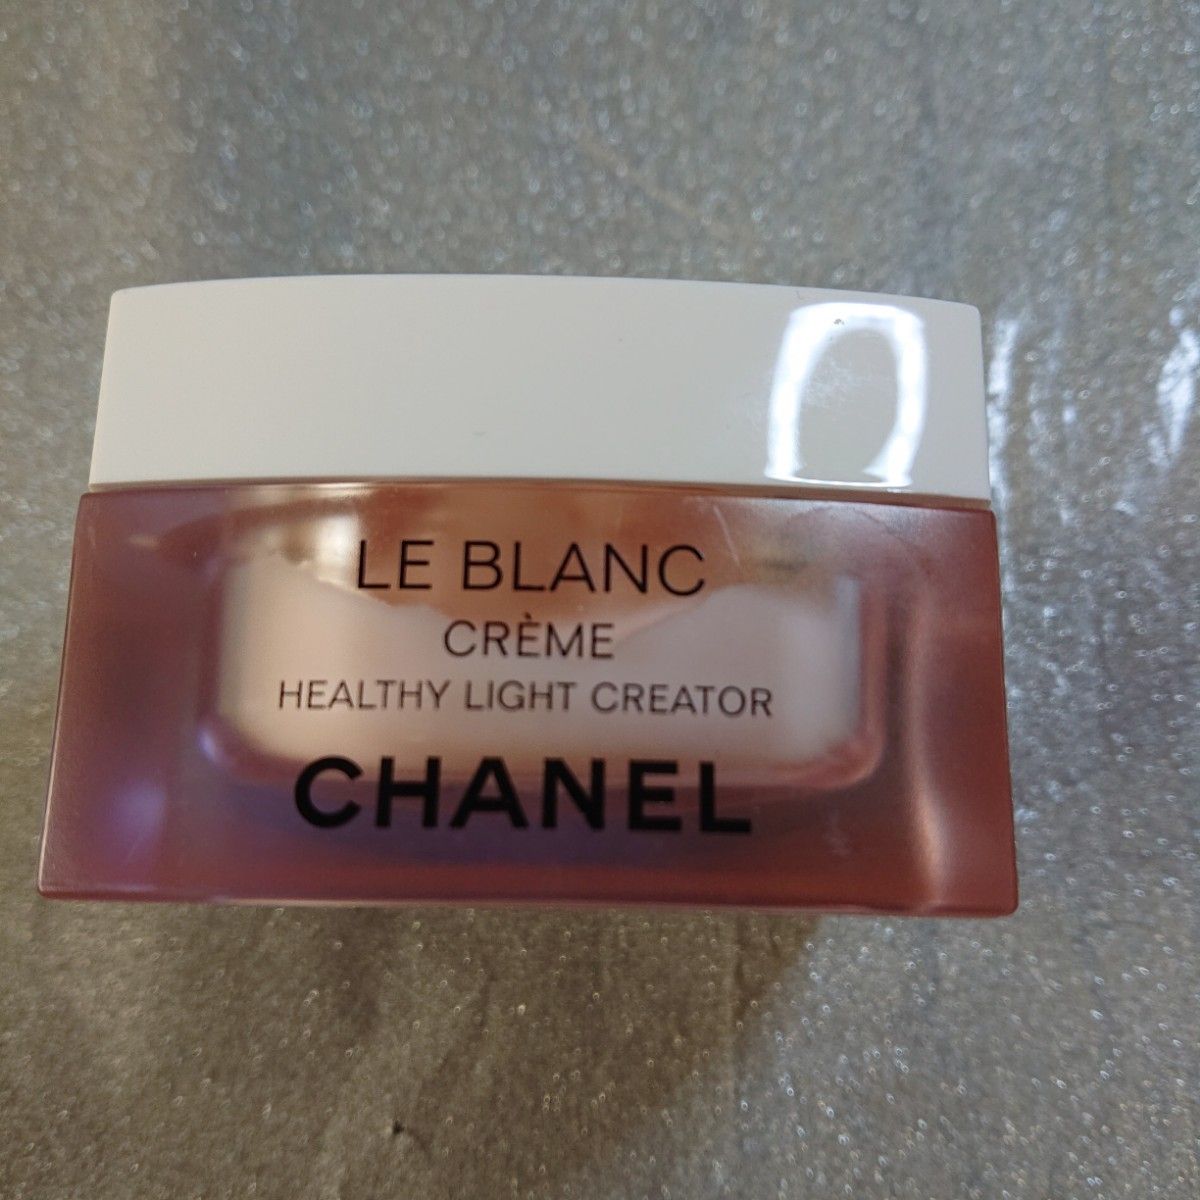 LE BLANC
CRÈME
HEALTHY LIGHT CREATOR
CHANEL